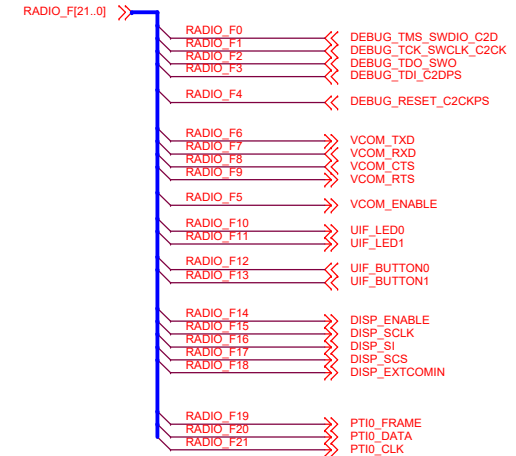 RADIO_F[21..0]
RADIO_F0 DEBUG_TMS_SWDIO_C2D
RADIO_F1 DEBUG_TCK_SWCLK_C2CK
RADIO_F2 DEBUG_TDO_SWO
RADIO_F3 DEBUG_TDI_C2DPS
RADIO_F4 DEBUG_RESET_C2CKPS
RADIO_F6 VCOM_TXD
RADIO_F7 VCOM_RXD
RADIO_F8 VCOM_CTS
RADIO_F9 VCOM_RTS
RADIO_F5 VCOM_ENABLE
RADIO_F10 UIF_LED0
RADIO_F11 UIF_LED1
RADIO_F12 UIF_BUTTON0
RADIO_F13 UIF_BUTTON1
RADIO_F14 DISP_ENABLE
RADIO_F15 DISP_SCLK
RADIO_F16 DISP_SI
RADIO_F17 DISP_SCS
RADIO_F18 DISP_EXTCOMIN
RADIO_F19 PTI0_FRAME
RADIO_F20 PTI0_DATA
RADIO_F21 PTI0_CLK